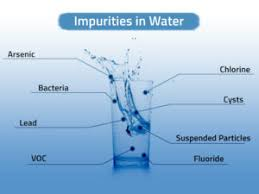 Impurities in Water
Arsenic
Chlorine
Bacteria
Cysts
Lead
Suspended Particles
VOC
Fluoride